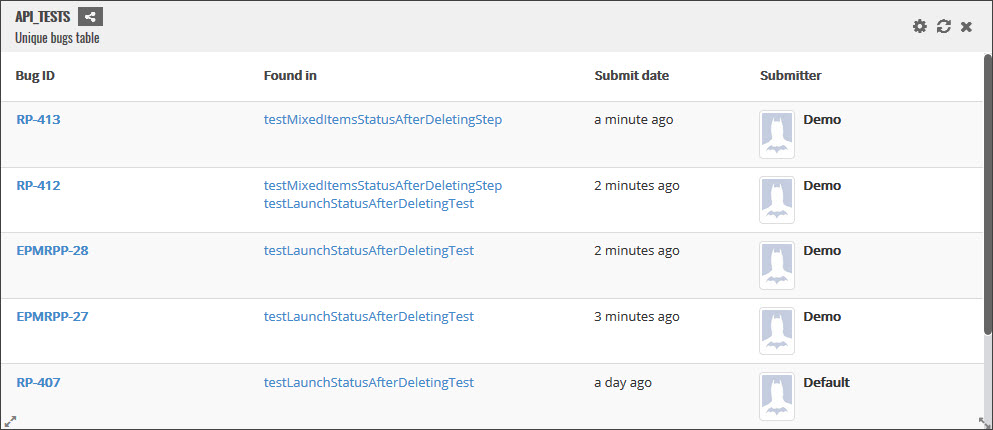 API_TESTS
Unique bugs table
Bug ID Found in Submit date Submitter
RP-413 testMixedItemsStatusAfterDeletingStep a minute ago Demo
RP-412 testMixedItemsStatusAfterDeletingStep 2 minutes ago Demo
testLaunchStatusAfterDeletingTest
EPMRPP-28 testLaunchStatusAfterDeletingTest 2 minutes ago Demo
EPMRPP-27 testLaunchStatusAfterDeletingTest 3 minutes ago Demo
RP-407 testLaunchStatusAfterDeletingTest a day ago Default